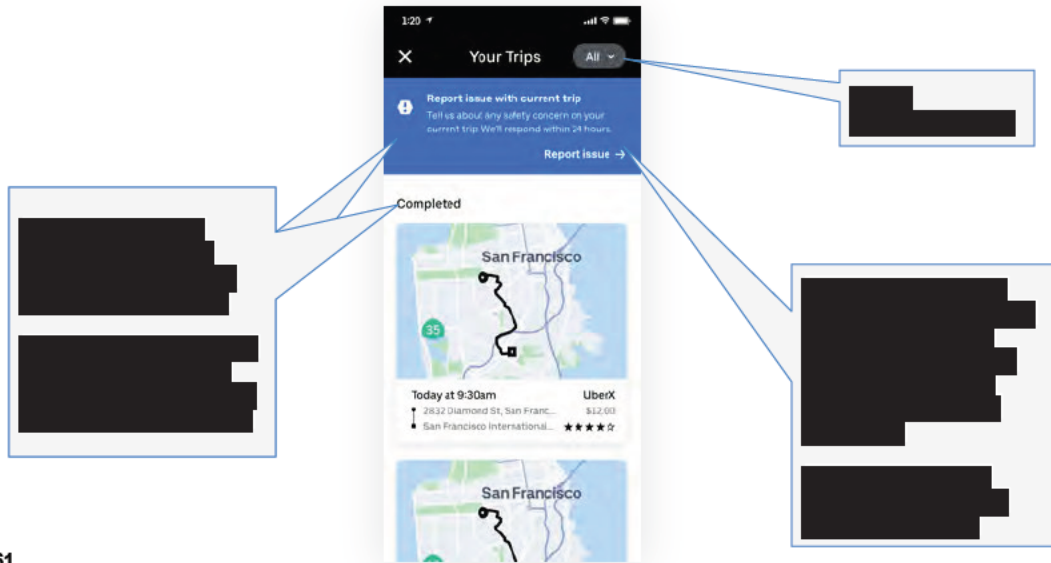 1:20
Your Trips
All
Report issue with current trip
Tell us about any safety concern on your
current trip We'll respond within 24 hours.
Report issue →
Completed
San Francisco
35
Today at 9:30am UberX
2832 Diamond St, San Franc... $12.00
San Francisco International... ★★★★☆
San Francisco